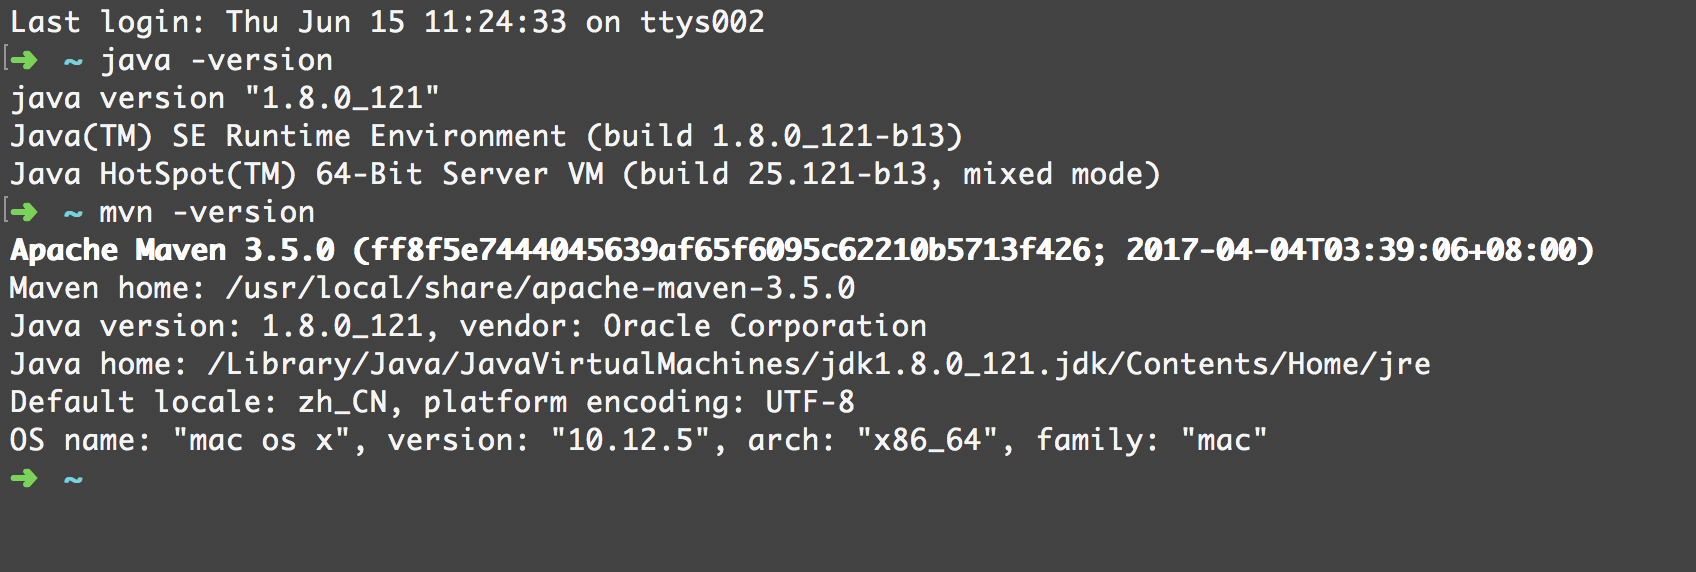 Last login: Thu Jun 15 11:24:33 on ttys002
➜ ~ java -version
java version "1.8.0_121"
Java(TM) SE Runtime Environment (build 1.8.0_121-b13)
Java HotSpot(TM) 64-Bit Server VM (build 25.121-b13, mixed mode)
➜ ~ mvn -version
Apache Maven 3.5.0 (ff8f5e7444045639af65f6095c62210b5713f426; 2017-04-04T03:39:06+08:00)
Maven home: /usr/local/share/apache-maven-3.5.0
Java version: 1.8.0_121, vendor: Oracle Corporation
Java home: /Library/Java/JavaVirtualMachines/jdk1.8.0_121.jdk/Contents/Home/jre
Default locale: zh_CN, platform encoding: UTF-8
OS name: "mac os x", version: "10.12.5", arch: "x86_64", family: "mac"
➜ ~